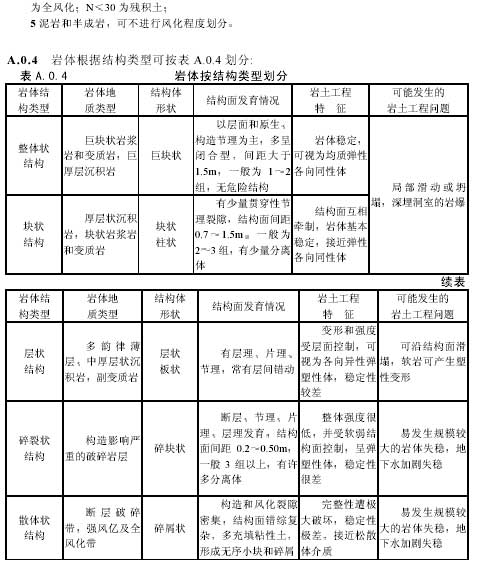 为全风化；N＜30为残积土；
5 泥岩和半成岩，可不进行风化程度划分。
A.0.4 岩体根据结构类型可按表 A.0.4 划分:
表 A.0.4 岩体按结构类型划分
岩体结 岩体地 结构体 结构面发育情况 岩土工程 可能发生的
构类型 质类型 形状 特 征 岩土工程问题
整体状
结构
巨块状岩浆
岩和变质岩，巨
厚层沉积岩
巨块状
以层面和原生、
构造节理为主，多呈
闭合型，间距大于
1.5m，一般为 1～2
组，无危险结构
岩体稳定，
可视为均质弹性
各向同性体
局部滑动或坍
塌，深埋洞室的岩爆
块状
结构
厚层状沉积
岩，块状岩浆岩
和变质岩
块状
柱状
有少量贯穿性节
理裂隙，结构面间距
0.7～1.5m。一般为
2～3组，有少量分离
体
结构面互相
牵制，岩体基本
稳定，接近弹性
各向同性体
续表
岩体结 岩体地 结构体 结构面发育情况 岩土工程 可能发生的
构类型 质类型 形状 特 征 岩土工程问题
层状
结构
多韵律薄
层、中厚层状沉
积岩，副变质岩
层状
板状
有层理、片理、
节理，常有层间错动
变形和强度
受层面控制，可
视为各向异性弹
塑性体，稳定性
较差
可沿结构面滑
塌，软岩可产生塑
性变形
碎裂状
结构
构造影响严
重的破碎岩层
碎块状
断层、节理、片
理、层理发育，结构
面间距 0.2～0.50m，
一般 3 组以上，有许
多分离体
整体强度很
低，并受软弱结
构面控制，呈弹
塑性体，稳定性
很差
易发生规模较
大的岩体失稳，地
下水加剧失稳
散体状
结构
断层破碎
带，强风亿及全
风化带
碎屑状
构造和风化裂隙
密集，结构面错综复
杂，多充填粘性土，
形成无序小块和碎屑
完整性遭极
大破坏，稳定性
极差，接近松散
体介质
易发生规模较
大的岩体失稳，地
下水加剧失稳